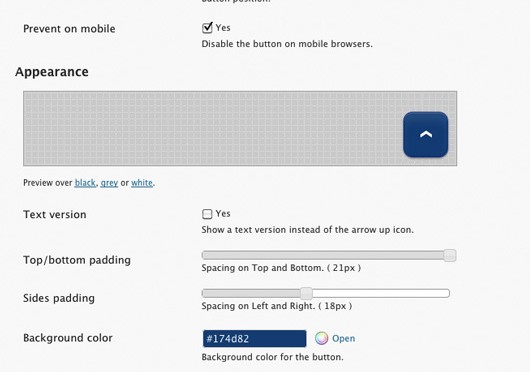 Button position.
Prevent on mobile
Yes
Disable the button on mobile browsers.
Appearance
Preview over black, grey or white.
Text version
Yes
Show a text version instead of the arrow up icon.
Top/bottom padding
Spacing on Top and Bottom. ( 21px )
Sides padding
Spacing on Left and Right. ( 18px )
Background color
#174d82
Open
Background color for the button.